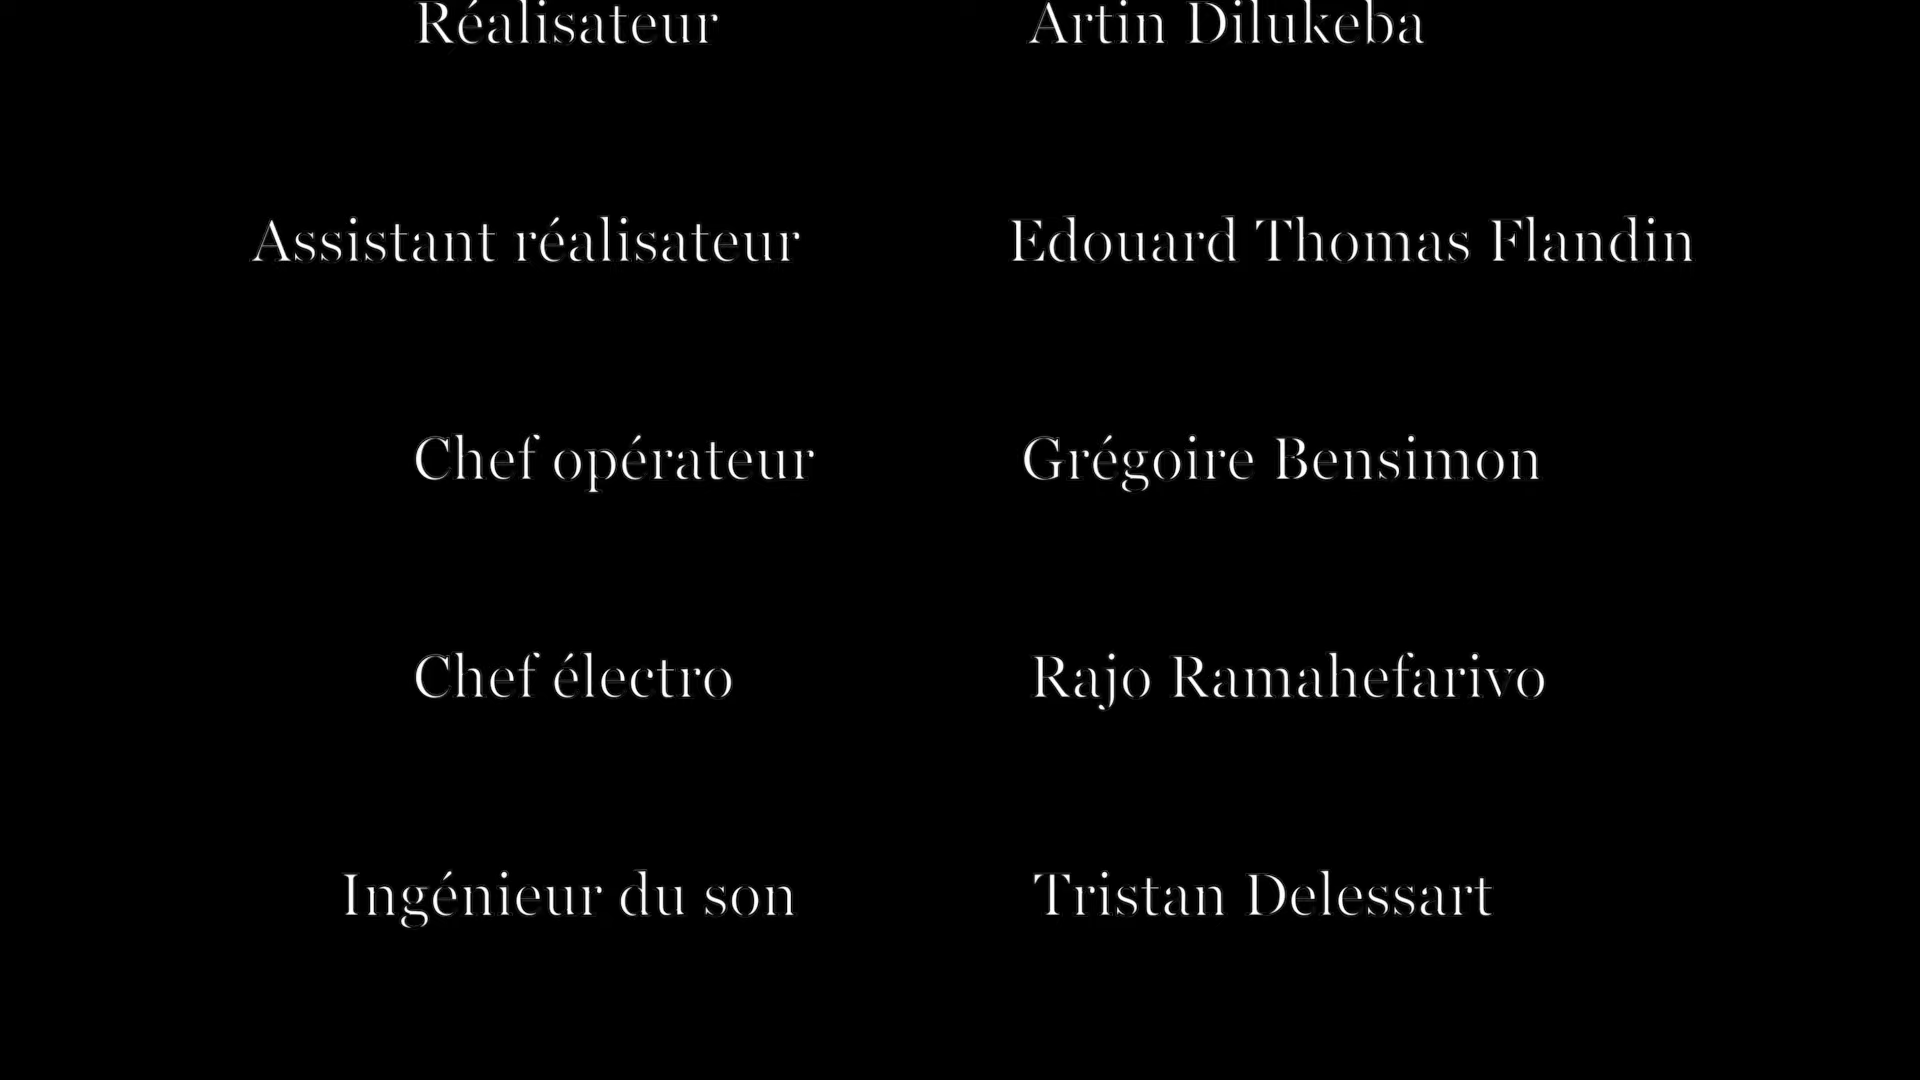 Réalisateur Artin Dilukeba
Assistant réalisateur Edouard Thomas Flandin
Chef opérateur Grégoire Bensimon
Chef électro Rajo Ramahefarivo
Ingénieur du son Tristan Delessart